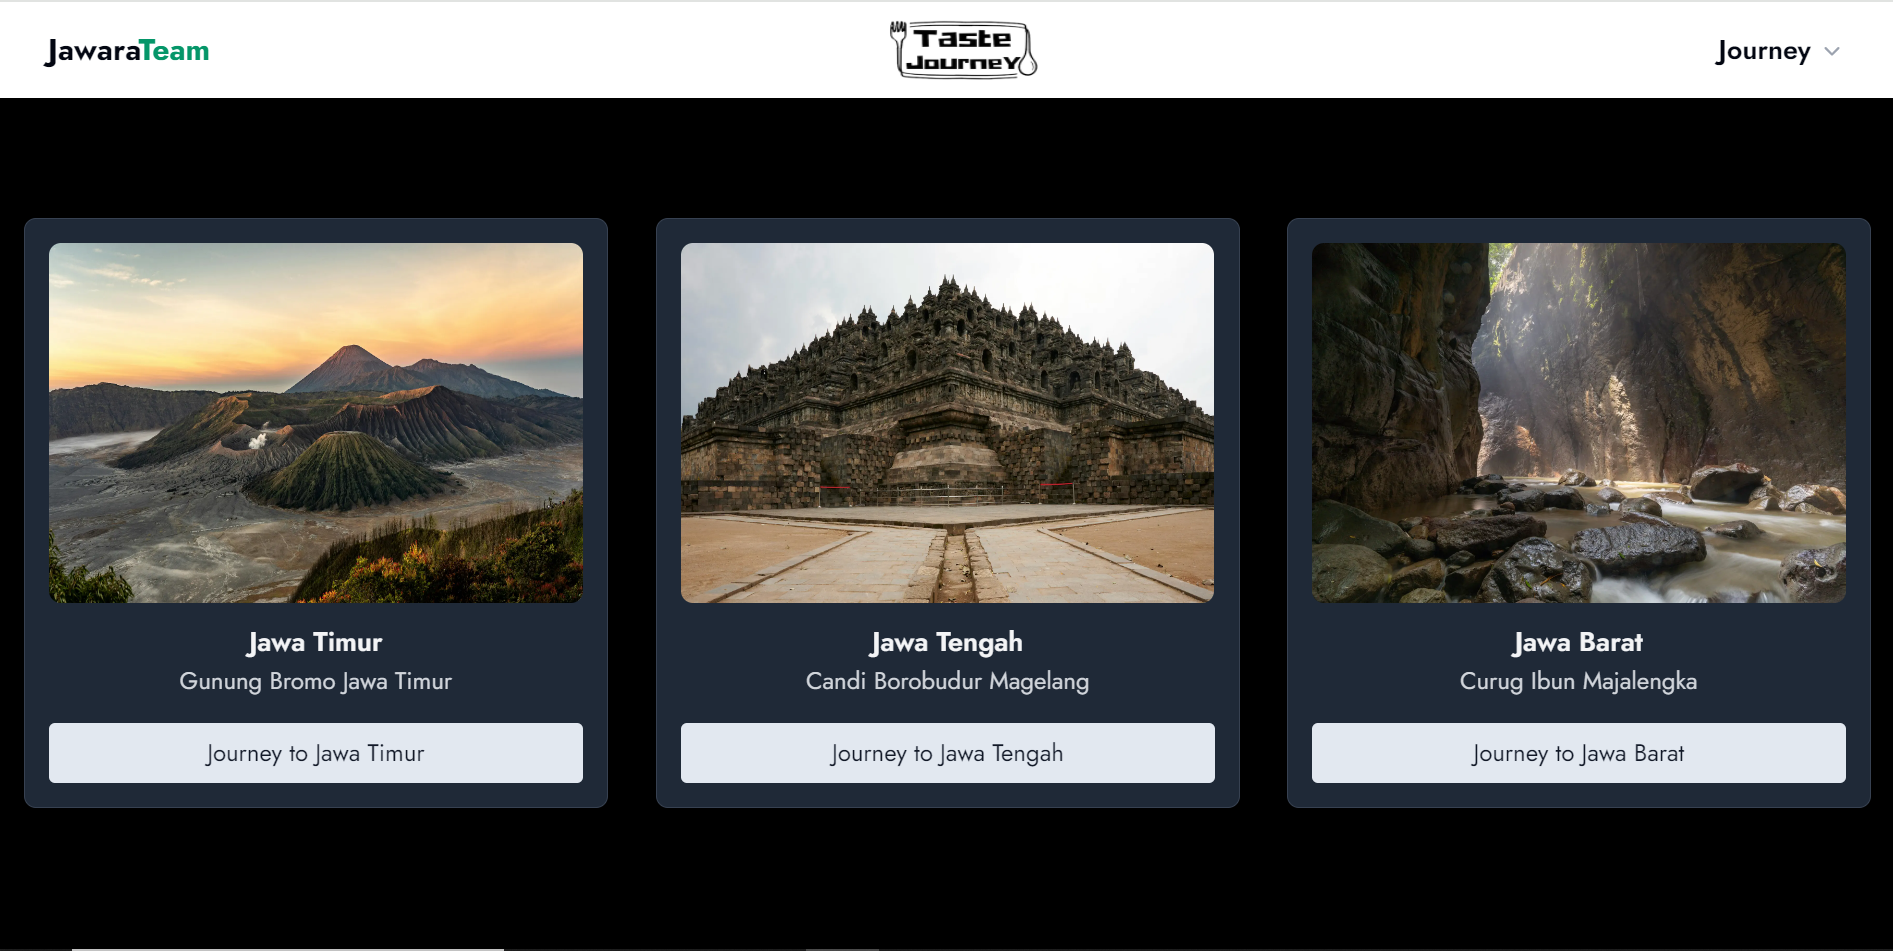 JawaraTeam
Taste
Journey
Journey
Jawa Timur
Gunung Bromo Jawa Timur
Journey to Jawa Timur
Jawa Tengah
Candi Borobudur Magelang
Journey to Jawa Tengah
Jawa Barat
Curug Ibun Majalengka
Journey to Jawa Barat